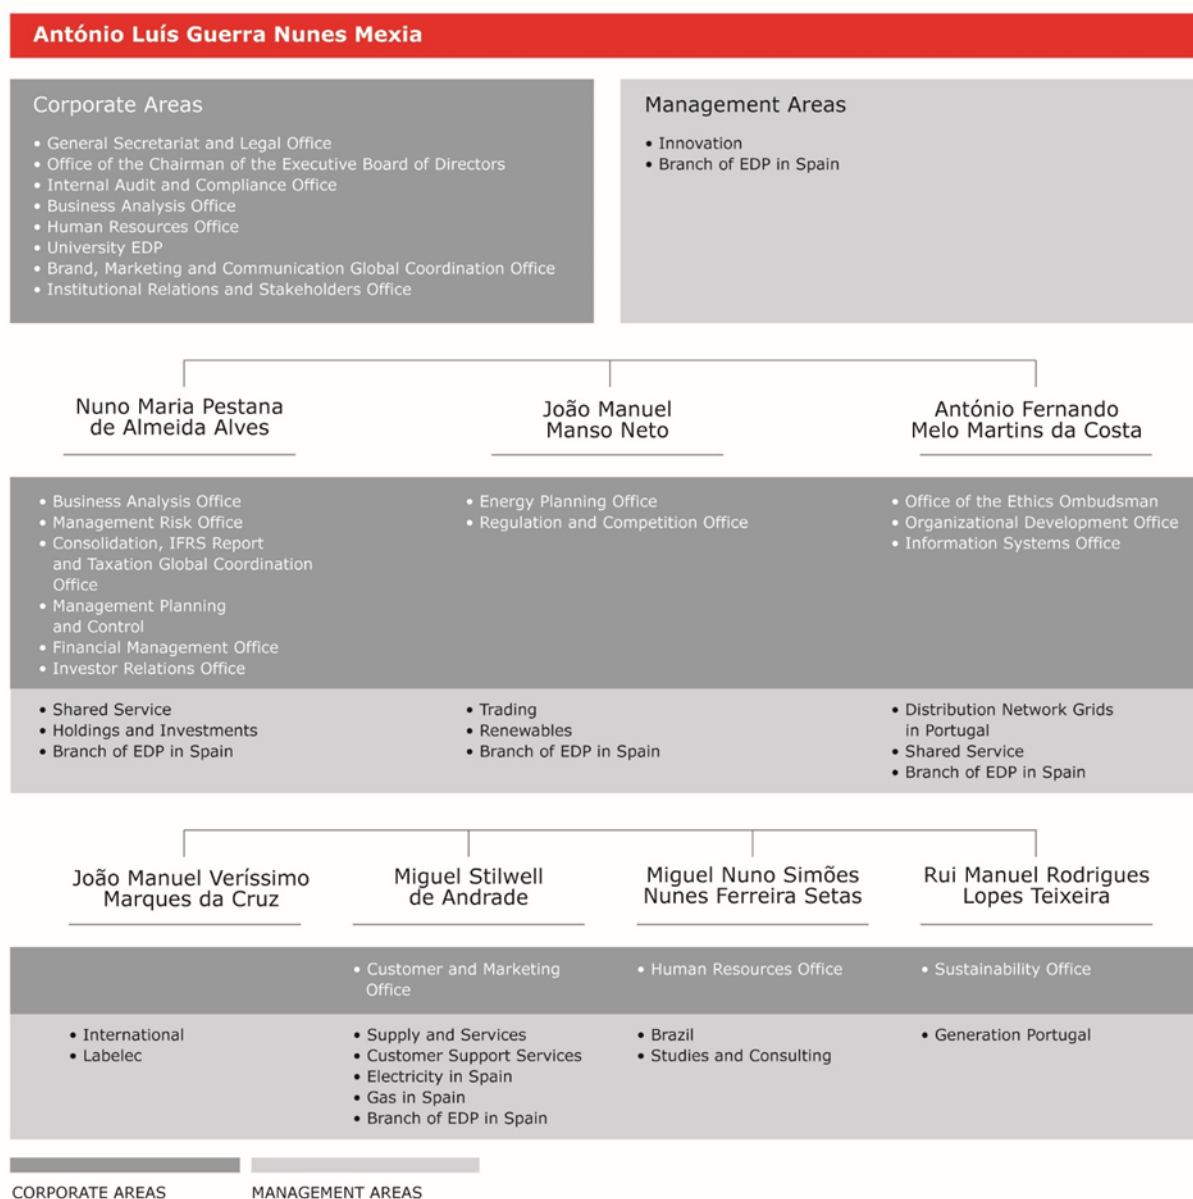 António Luís Guerra Nunes Mexia
Corporate Areas
• General Secretariat and Legal Office
• Office of the Chairman of the Executive Board of Directors
• Internal Audit and Compliance Office
• Business Analysis Office
• Human Resources Office
• University EDP
• Brand, Marketing and Communication Global Coordination Office
• Institutional Relations and Stakeholders Office
Management Areas
• Innovation
• Branch of EDP in Spain
Nuno Maria Pestana
de Almeida Alves
João Manuel
Manso Neto
António Fernando
Melo Martins da Costa
• Business Analysis Office
• Management Risk Office
• Consolidation, IFRS Report
and Taxation Global Coordination
Office
• Management Planning
and Control
• Financial Management Office
• Investor Relations Office
• Energy Planning Office
• Regulation and Competition Office
• Office of the Ethics Ombudsman
• Organizational Development Office
• Information Systems Office
• Shared Service
• Holdings and Investments
• Branch of EDP in Spain
• Trading
• Renewables
• Branch of EDP in Spain
• Distribution Network Grids
in Portugal
• Shared Service
• Branch of EDP in Spain
João Manuel Veríssimo
Marques da Cruz
Miguel Stilwell
de Andrade
Miguel Nuno Simões
Nunes Ferreira Setas
Rui Manuel Rodrigues
Lopes Teixeira
• Customer and Marketing
Office
• Human Resources Office
• Sustainability Office
• International
• Labelec
• Supply and Services
• Customer Support Services
• Electricity in Spain
• Gas in Spain
• Branch of EDP in Spain
• Brazil
• Studies and Consulting
• Generation Portugal
CORPORATE AREAS
MANAGEMENT AREAS